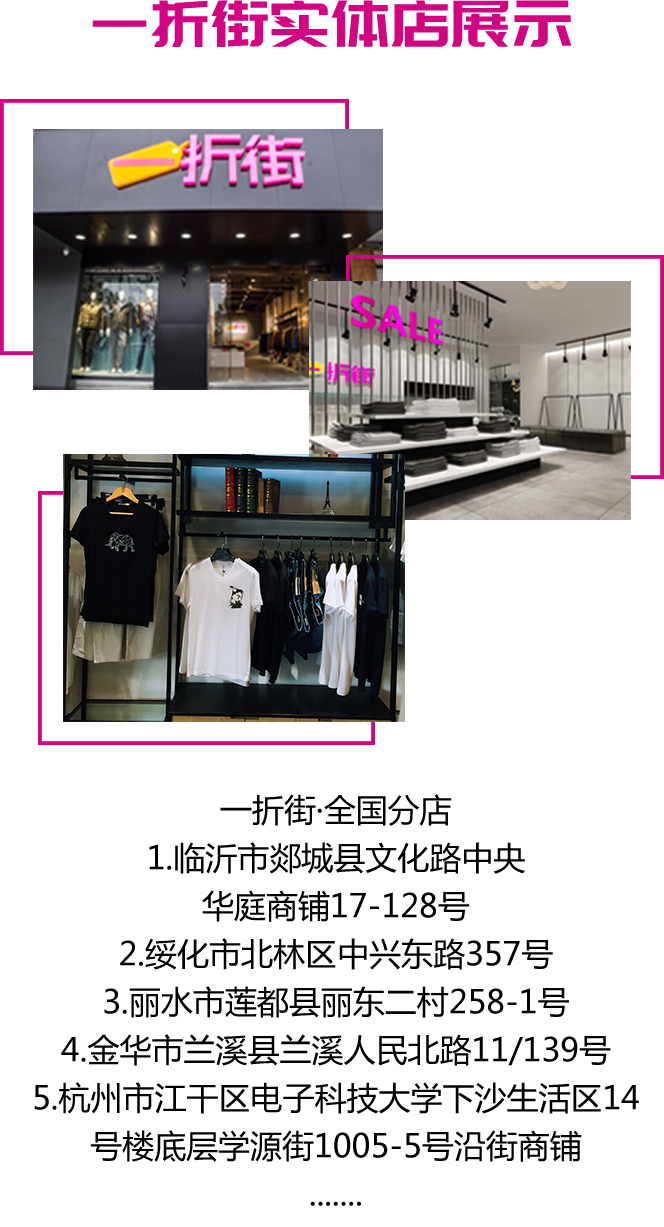 一折街实体店展示
一折街
SALE
一折街
一折街·全国分店
1.临沂市郯城县文化路中央
华庭商铺17-128号
2.绥化市北林区中兴东路357号
3.丽水市莲都县丽东二村258-1号
4.金华市兰溪县兰溪人民北路11/139号
5.杭州市江干区电子科技大学下沙生活区14
号楼底层学源街1005-5号沿街商铺
.......